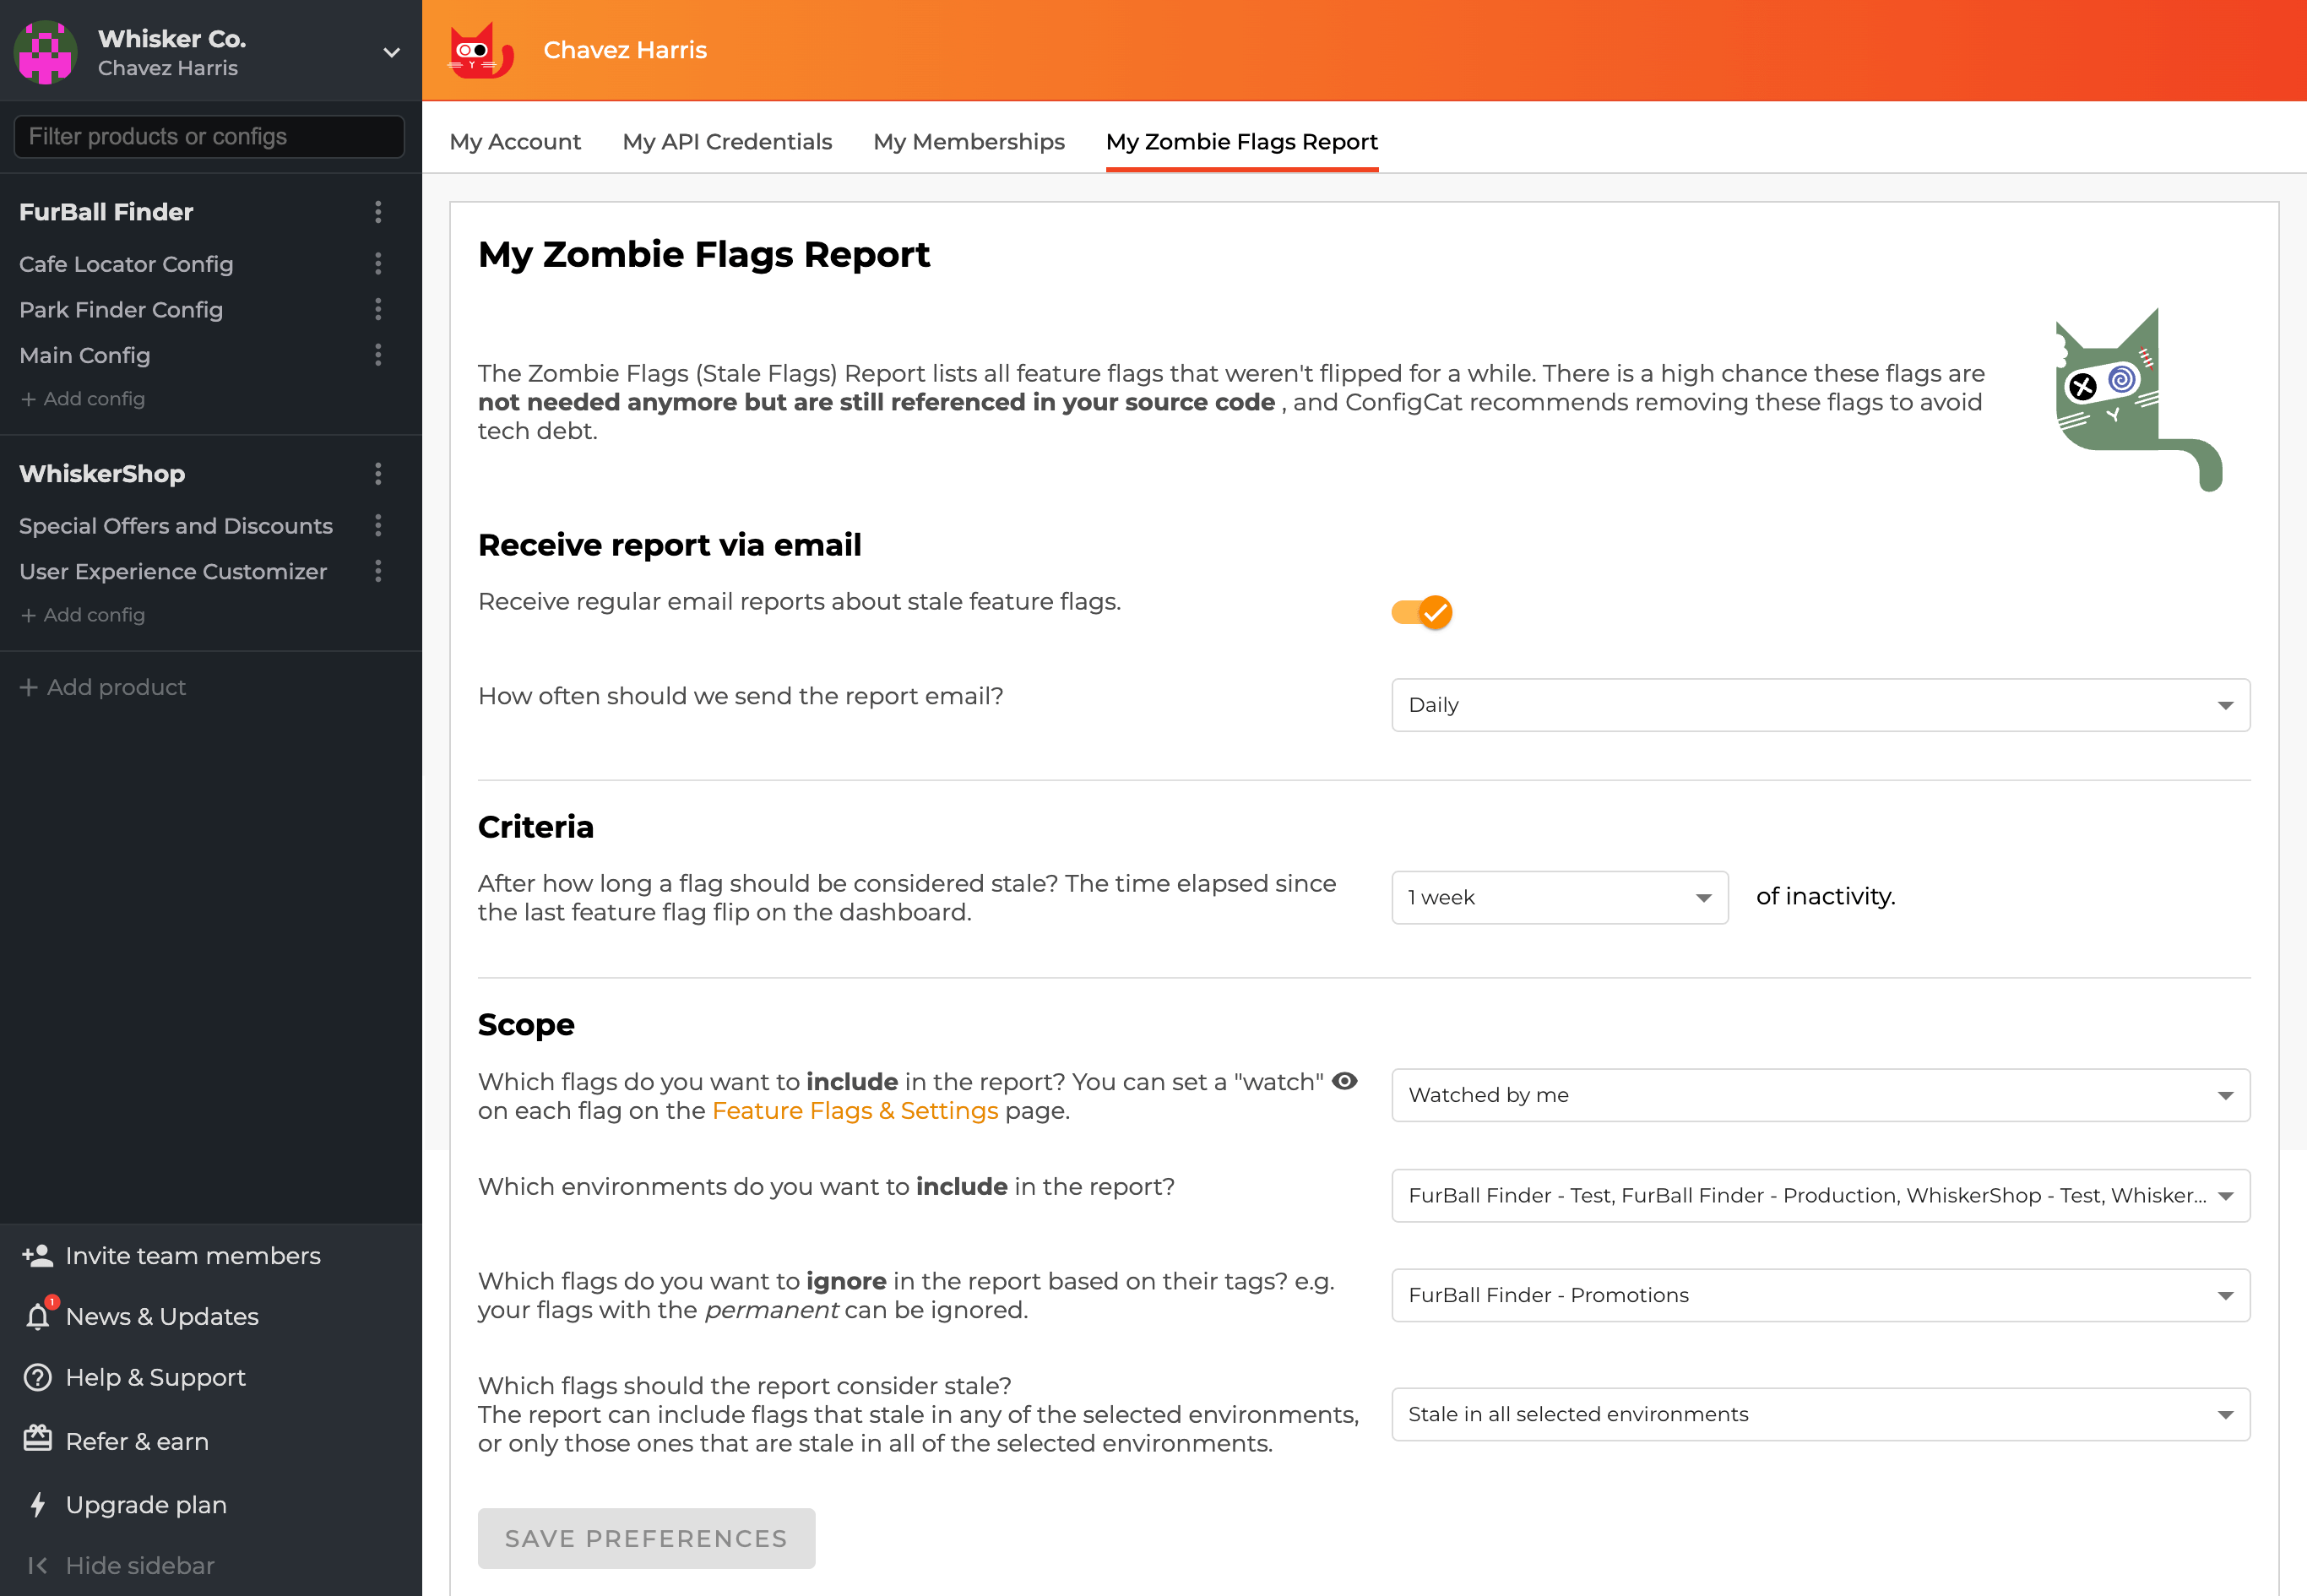 Whisker Co.
Chavez Harris
Filter products or configs
FurBall Finder
Cafe Locator Config
Park Finder Config
Main Config
+ Add config
WhiskerShop
Special Offers and Discounts
User Experience Customizer
+ Add config
+ Add product
Invite team members
1
News & Updates
Help & Support
Refer & earn
Upgrade plan
Hide sidebar
Chavez Harris
My Account
My API Credentials
My Memberships
My Zombie Flags Report
My Zombie Flags Report
The Zombie Flags (Stale Flags) Report lists all feature flags that weren't flipped for a while. There is a high chance these flags are
not needed anymore but are still referenced in your source code , and ConfigCat recommends removing these flags to avoid
tech debt.
Receive report via email
Receive regular email reports about stale feature flags.
How often should we send the report email?
Daily
Criteria
After how long a flag should be considered stale? The time elapsed since
the last feature flag flip on the dashboard.
1 week
of inactivity.
Scope
Which flags do you want to include in the report? You can set a "watch"
on each flag on the Feature Flags & Settings page.
Watched by me
Which environments do you want to include in the report?
FurBall Finder - Test, FurBall Finder - Production, WhiskerShop - Test, Whisker...
Which flags do you want to ignore in the report based on their tags? e.g.
your flags with the permanent can be ignored.
FurBall Finder - Promotions
Which flags should the report consider stale?
The report can include flags that stale in any of the selected environments,
or only those ones that are stale in all of the selected environments.
Stale in all selected environments
SAVE PREFERENCES